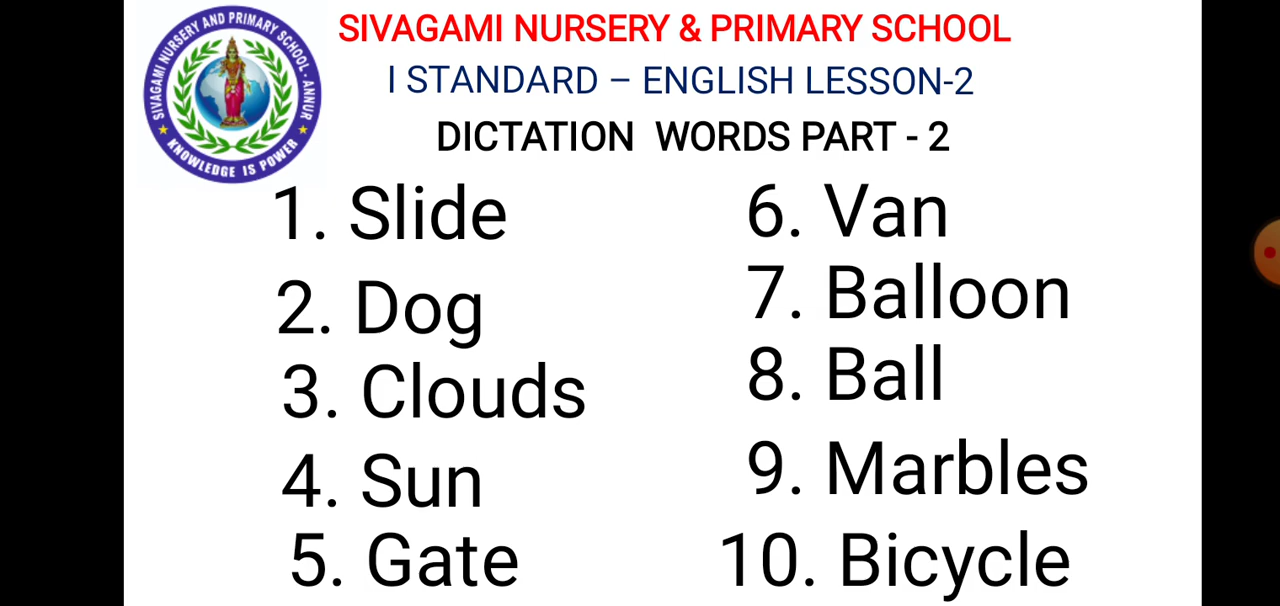 SIVAGAMI NURSERY AND PRIMARY SCHOOL - ANNUR
KNOWLEDGE IS POWER
SIVAGAMI NURSERY & PRIMARY SCHOOL
I STANDARD – ENGLISH LESSON-2
DICTATION WORDS PART - 2
1. Slide
2. Dog
3. Clouds
4. Sun
5. Gate
6. Van
7. Balloon
8. Ball
9. Marbles
10. Bicycle